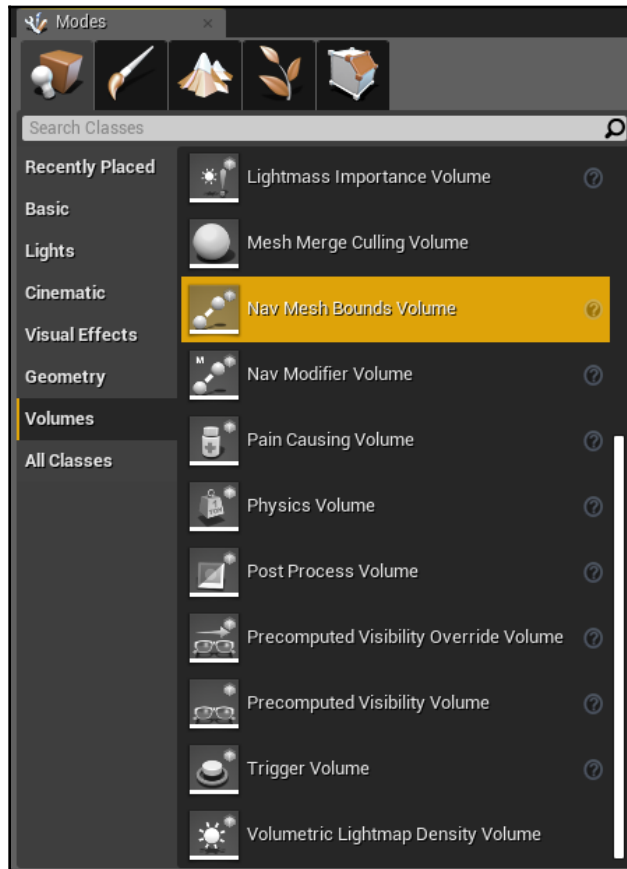 Modes
Search Classes
Recently Placed
Basic
Lights
Cinematic
Visual Effects
Geometry
Volumes
All Classes
Lightmass Importance Volume
Mesh Merge Culling Volume
Nav Mesh Bounds Volume
Nav Modifier Volume
Pain Causing Volume
Physics Volume
Post Process Volume
Precomputed Visibility Override Volume
Precomputed Visibility Volume
Trigger Volume
Volumetric Lightmap Density Volume